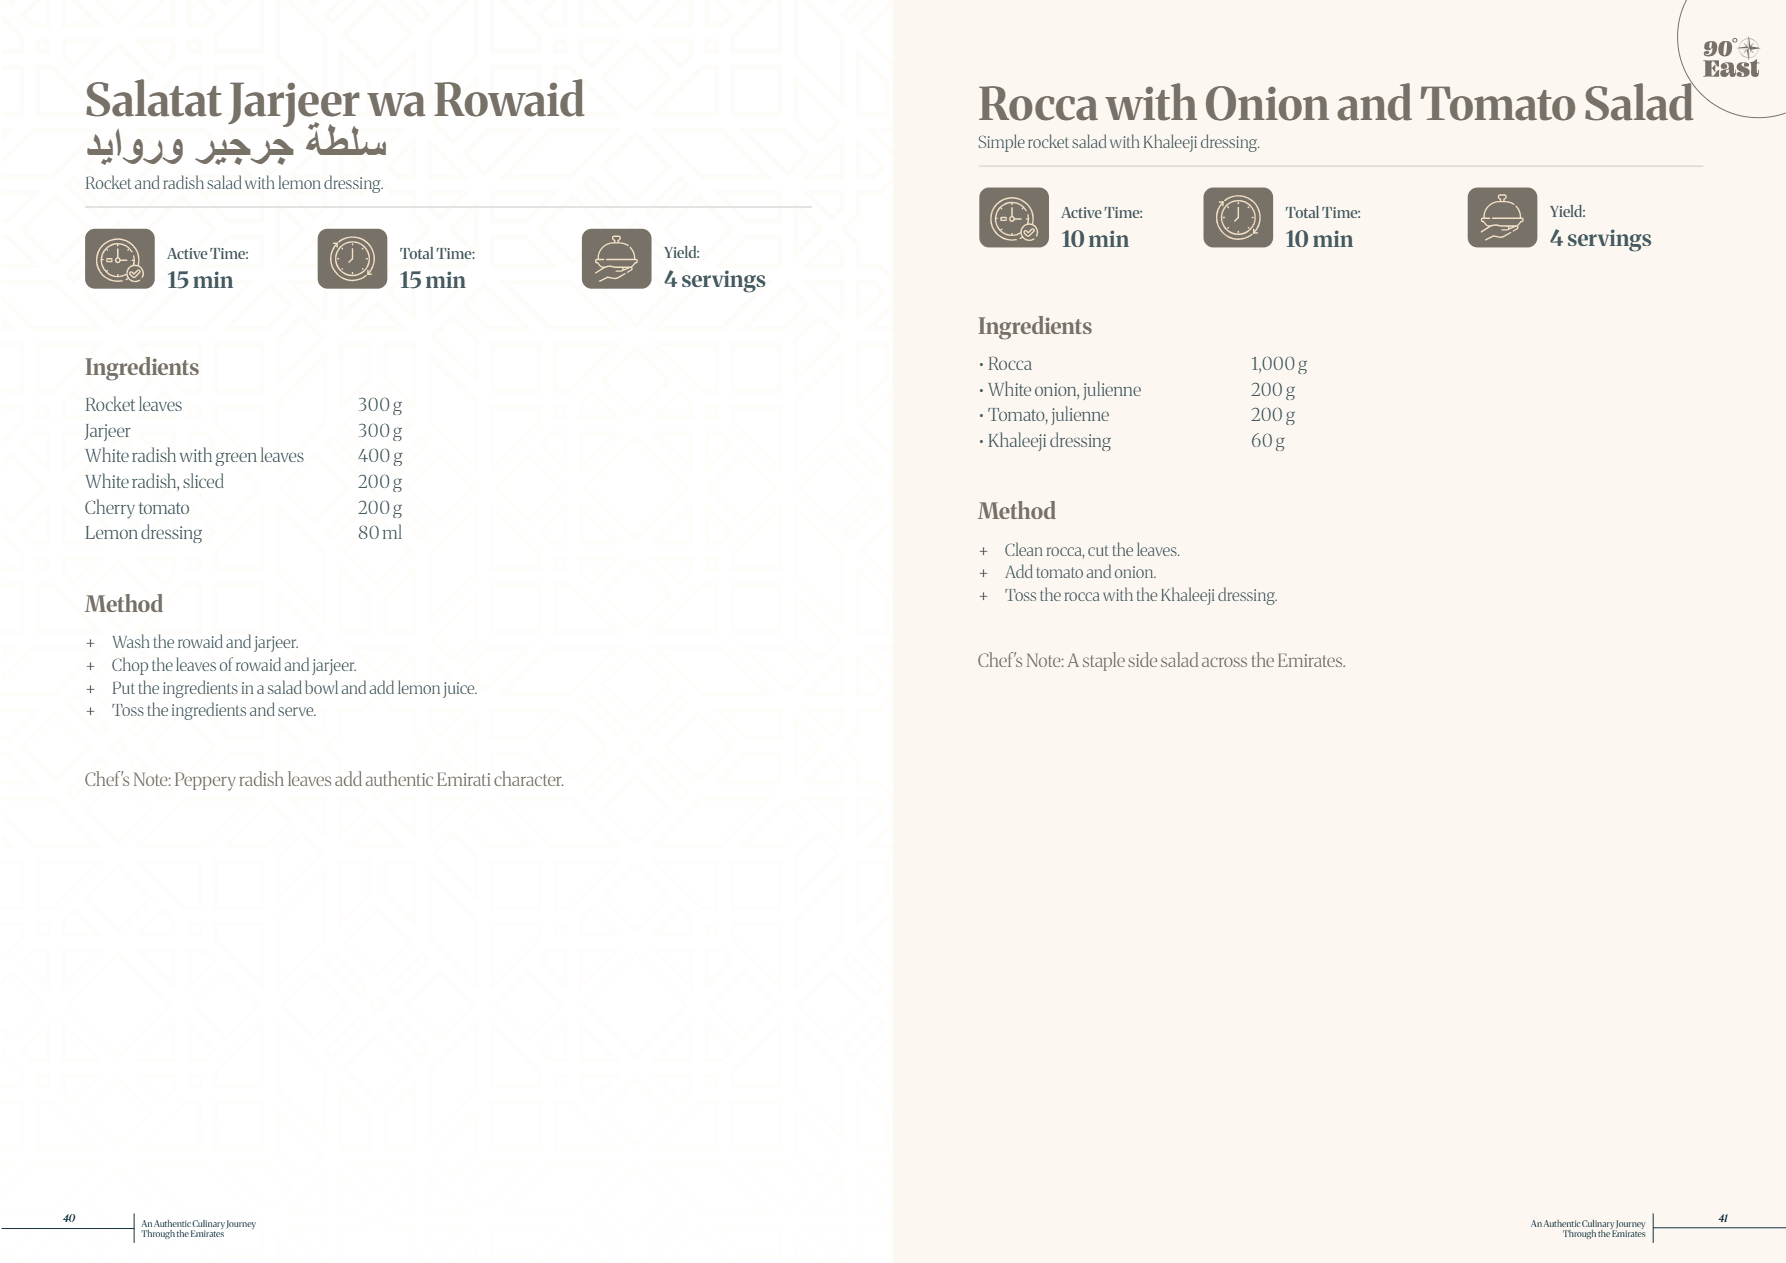 Salatat Jarjeer wa Rowaid
سلطة جرجير وروايد
Rocket and radish salad with lemon dressing.
Active Time:
15 min
Total Time:
15 min
Yield:
4 servings
Ingredients
Rocket leaves 300 g
Jarjeer 300 g
White radish with green leaves 400 g
White radish, sliced 200 g
Cherry tomato 200 g
Lemon dressing 80 ml
Method
+ Wash the rowaid and jarjeer.
+ Chop the leaves of rowaid and jarjeer.
+ Put the ingredients in a salad bowl and add lemon juice.
+ Toss the ingredients and serve.
Chef's Note: Peppery radish leaves add authentic Emirati character.
40
An Authentic Culinary Journey
Through the Emirates
90°
East
Rocca with Onion and Tomato Salad
Simple rocket salad with Khaleeji dressing.
Active Time:
10 min
Total Time:
10 min
Yield:
4 servings
Ingredients
• Rocca 1,000 g
• White onion, julienne 200 g
• Tomato, julienne 200 g
• Khaleeji dressing 60 g
Method
+ Clean rocca, cut the leaves.
+ Add tomato and onion.
+ Toss the rocca with the Khaleeji dressing.
Chef's Note: A staple side salad across the Emirates.
An Authentic Culinary Journey
Through the Emirates
41